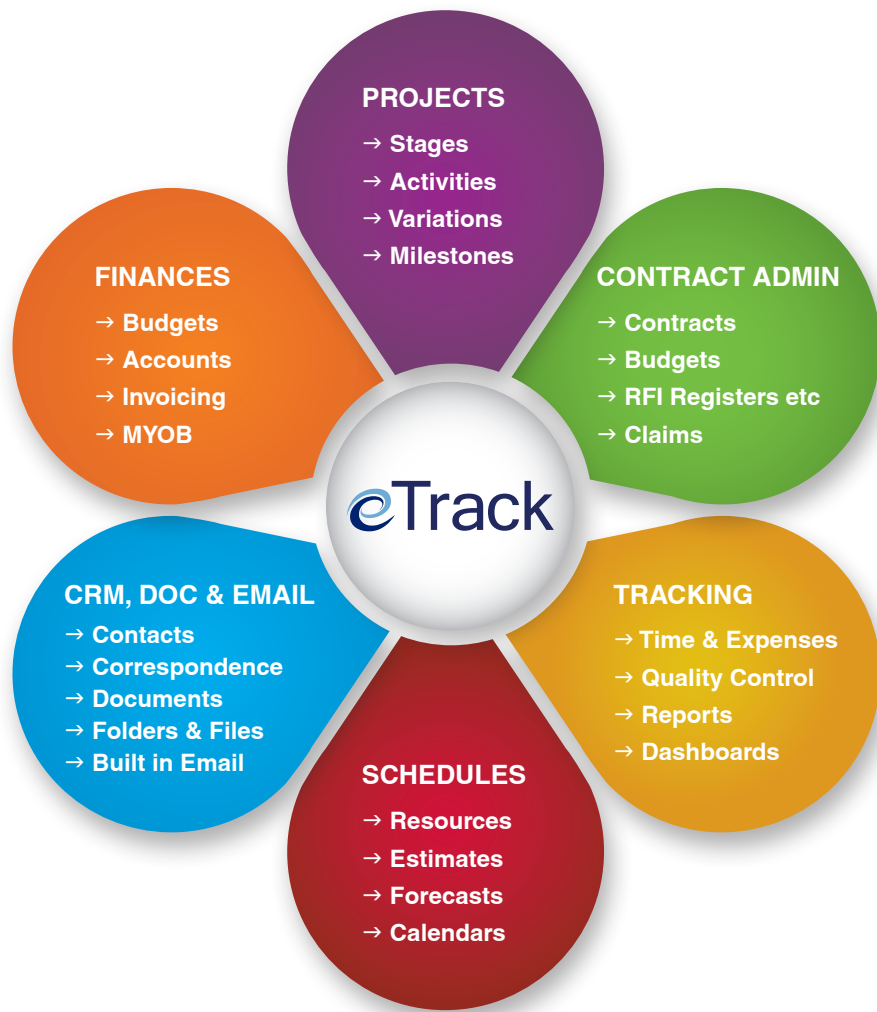 PROJECTS
→ Stages
→ Activities
→ Variations
→ Milestones
FINANCES
→ Budgets
→ Accounts
→ Invoicing
→ MYOB
CONTRACT ADMIN
→ Contracts
→ Budgets
→ RFI Registers etc
→ Claims
eTrack
CRM, DOC & EMAIL
→ Contacts
→ Correspondence
→ Documents
→ Folders & Files
→ Built in Email
TRACKING
→ Time & Expenses
→ Quality Control
→ Reports
→ Dashboards
SCHEDULES
→ Resources
→ Estimates
→ Forecasts
→ Calendars